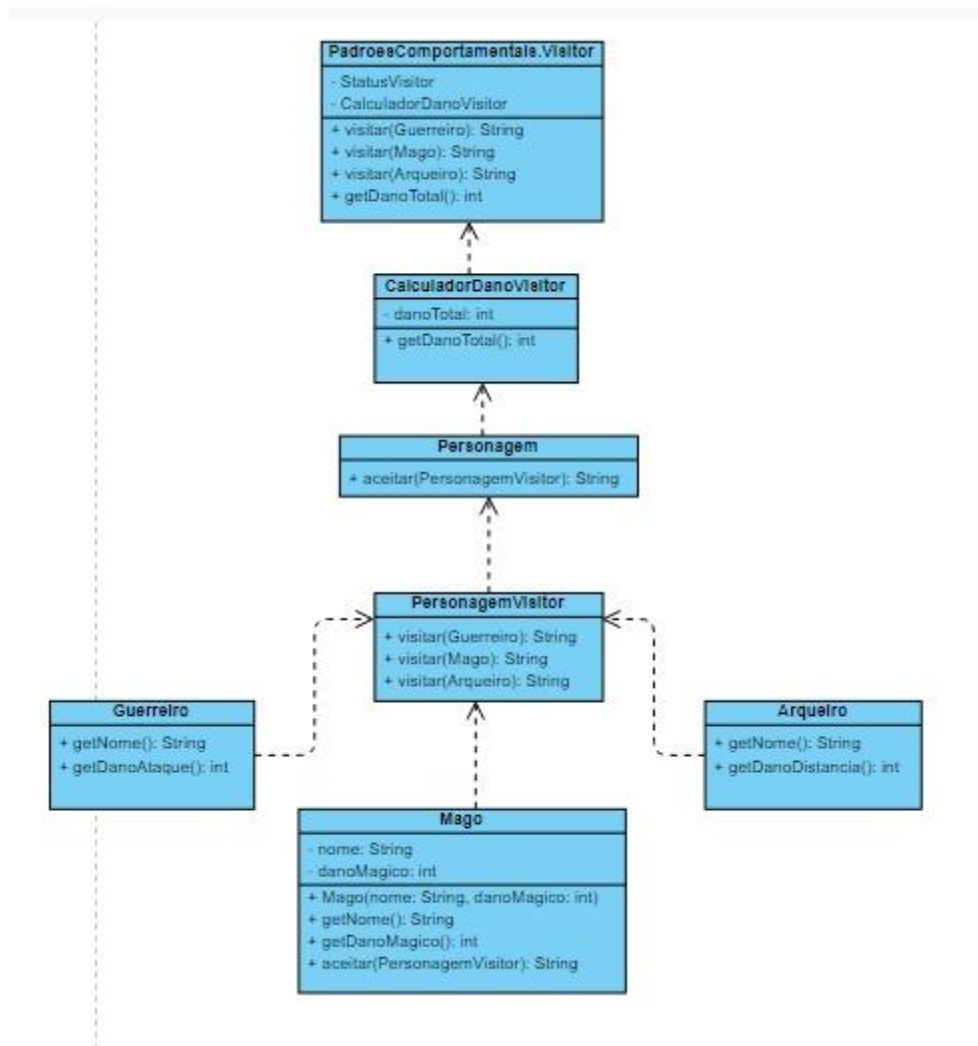 PadroesComportamentais.Visitor
- StatusVisitor
- CalculadorDanoVisitor
+ visitar(Guerreiro): String
+ visitar(Mago): String
+ visitar(Arqueiro): String
+ getDanoTotal(): int
CalculadorDanoVisitor
- danoTotal: int
+ getDanoTotal(): int
Personagem
+ aceitar(PersonagemVisitor): String
PersonagemVisitor
+ visitar(Guerreiro): String
+ visitar(Mago): String
+ visitar(Arqueiro): String
Guerreiro
+ getNome(): String
+ getDanoAtaque(): int
Arqueiro
+ getNome(): String
+ getDanoDistancia(): int
Mago
- nome: String
- danoMagico: int
+ Mago(nome: String, danoMagico: int)
+ getNome(): String
+ getDanoMagico(): int
+ aceitar(PersonagemVisitor): String